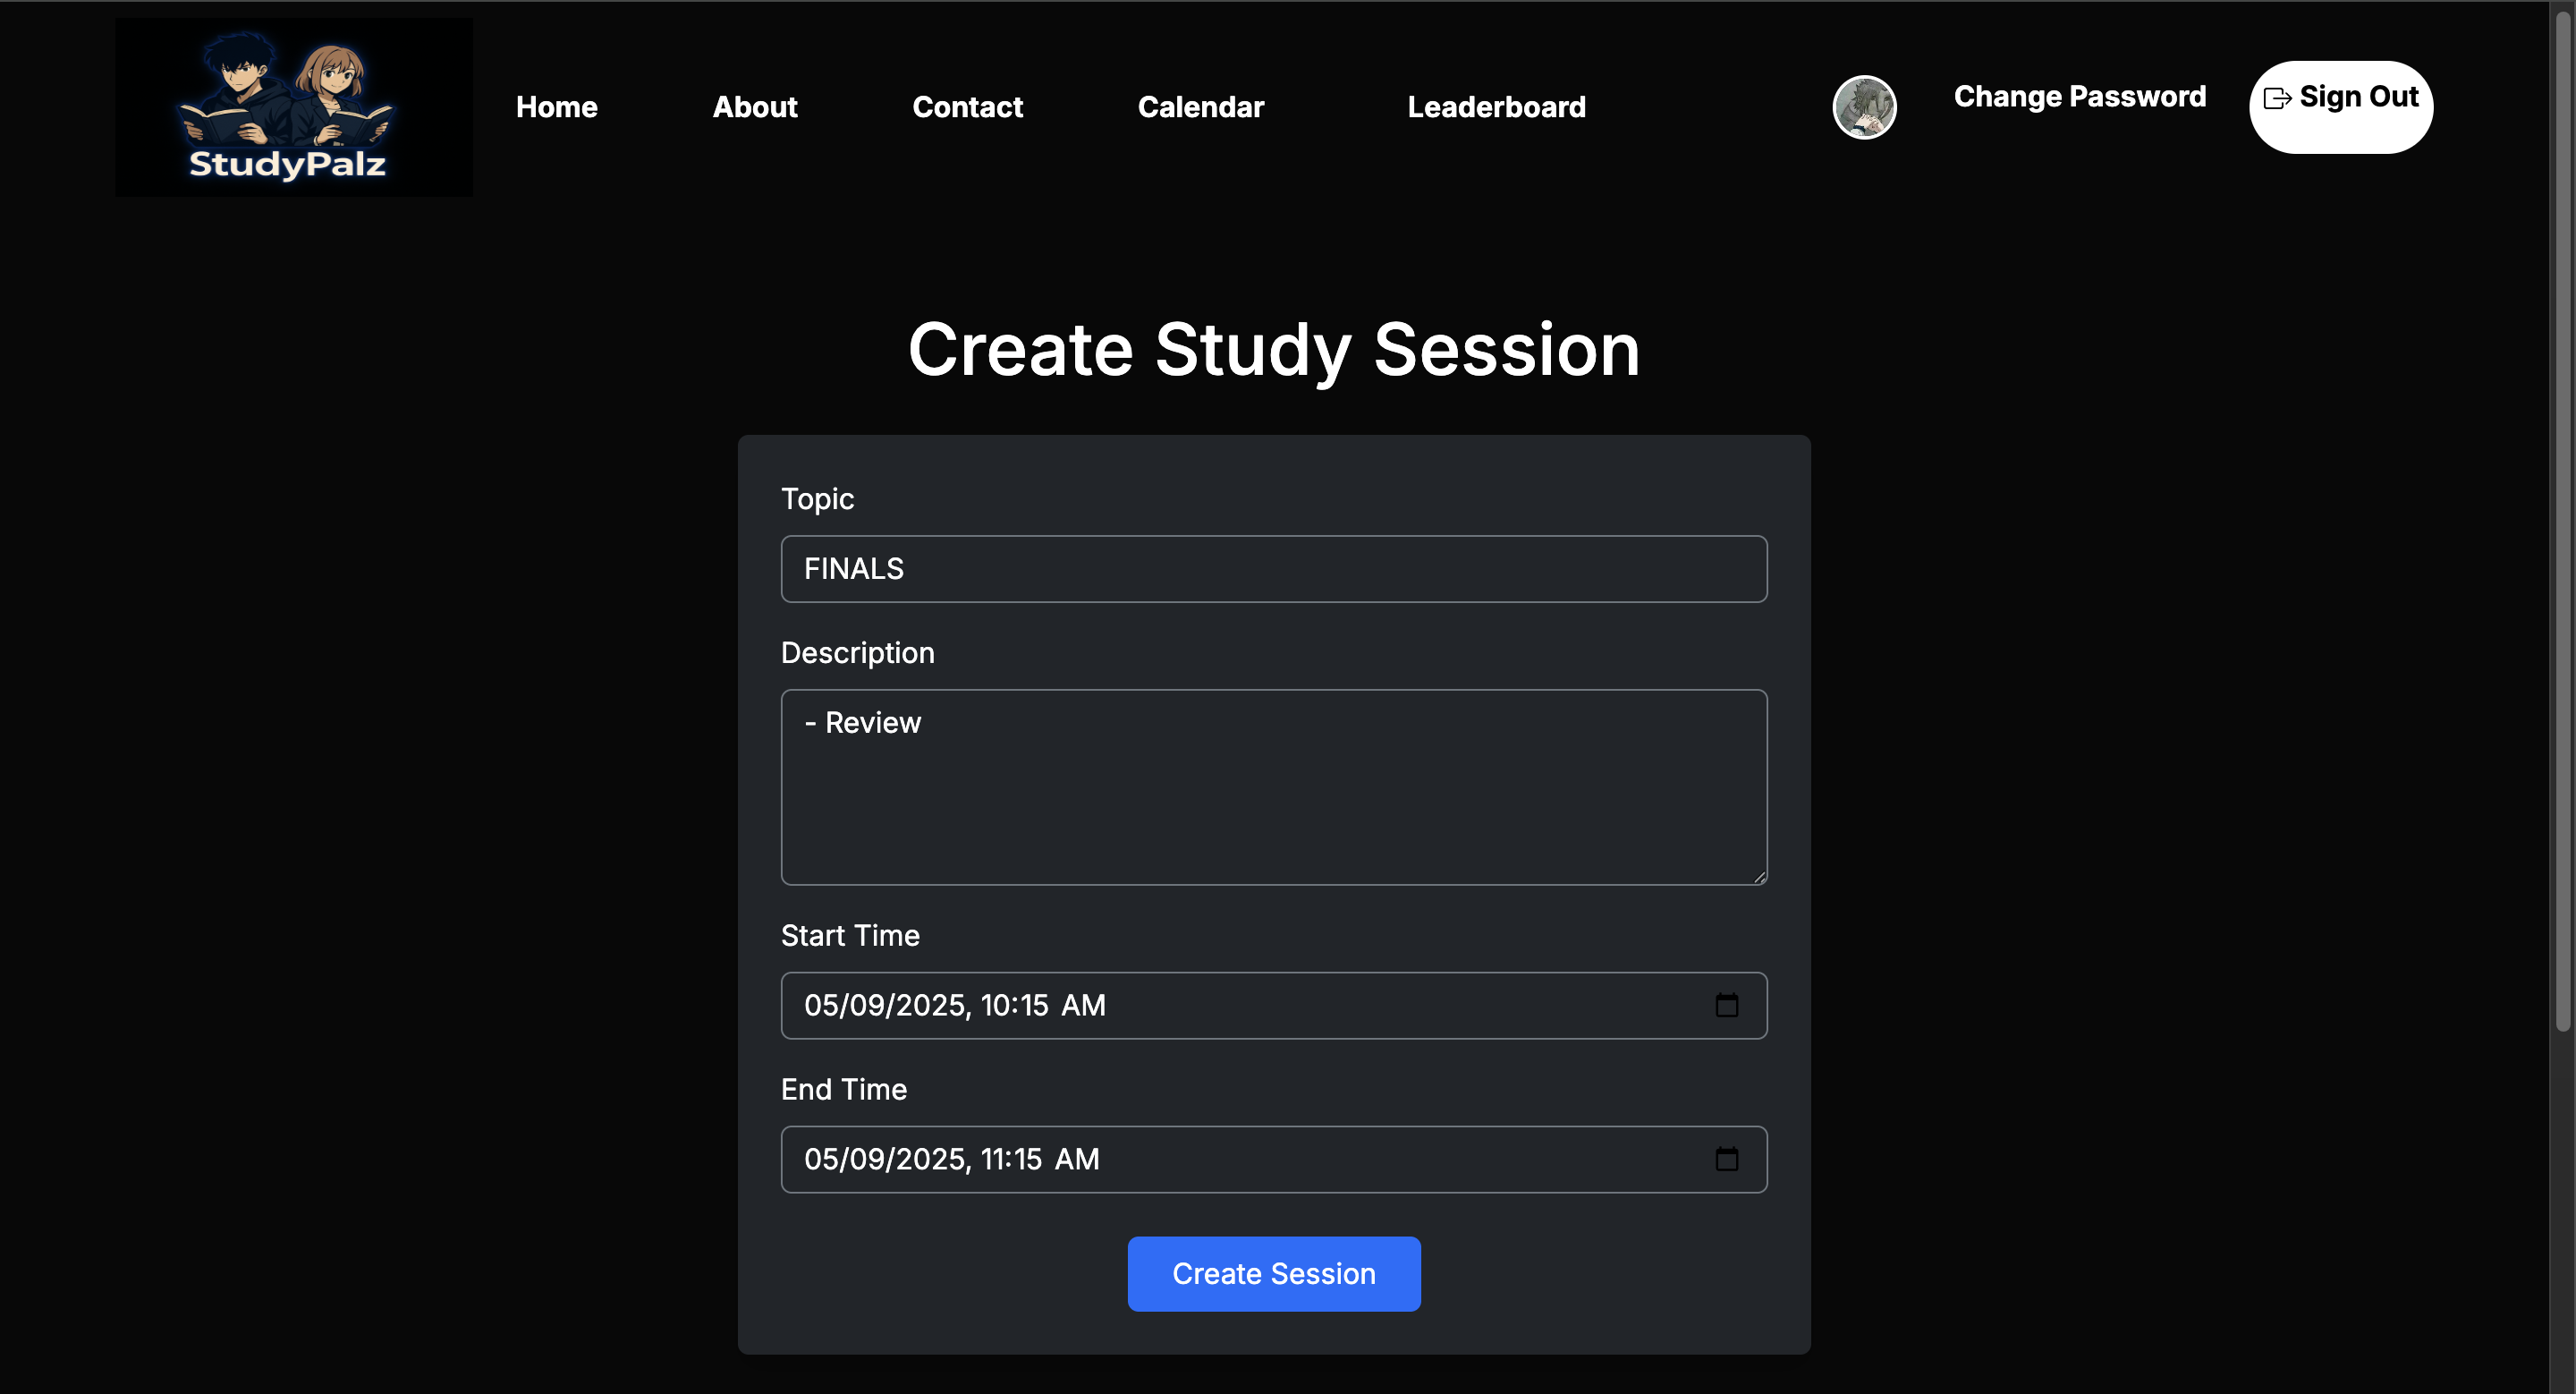 StudyPalz
Home About Contact Calendar Leaderboard Change Password Sign Out
Create Study Session
Topic
FINALS
Description
- Review
Start Time
05/09/2025, 10:15 AM
End Time
05/09/2025, 11:15 AM
Create Session